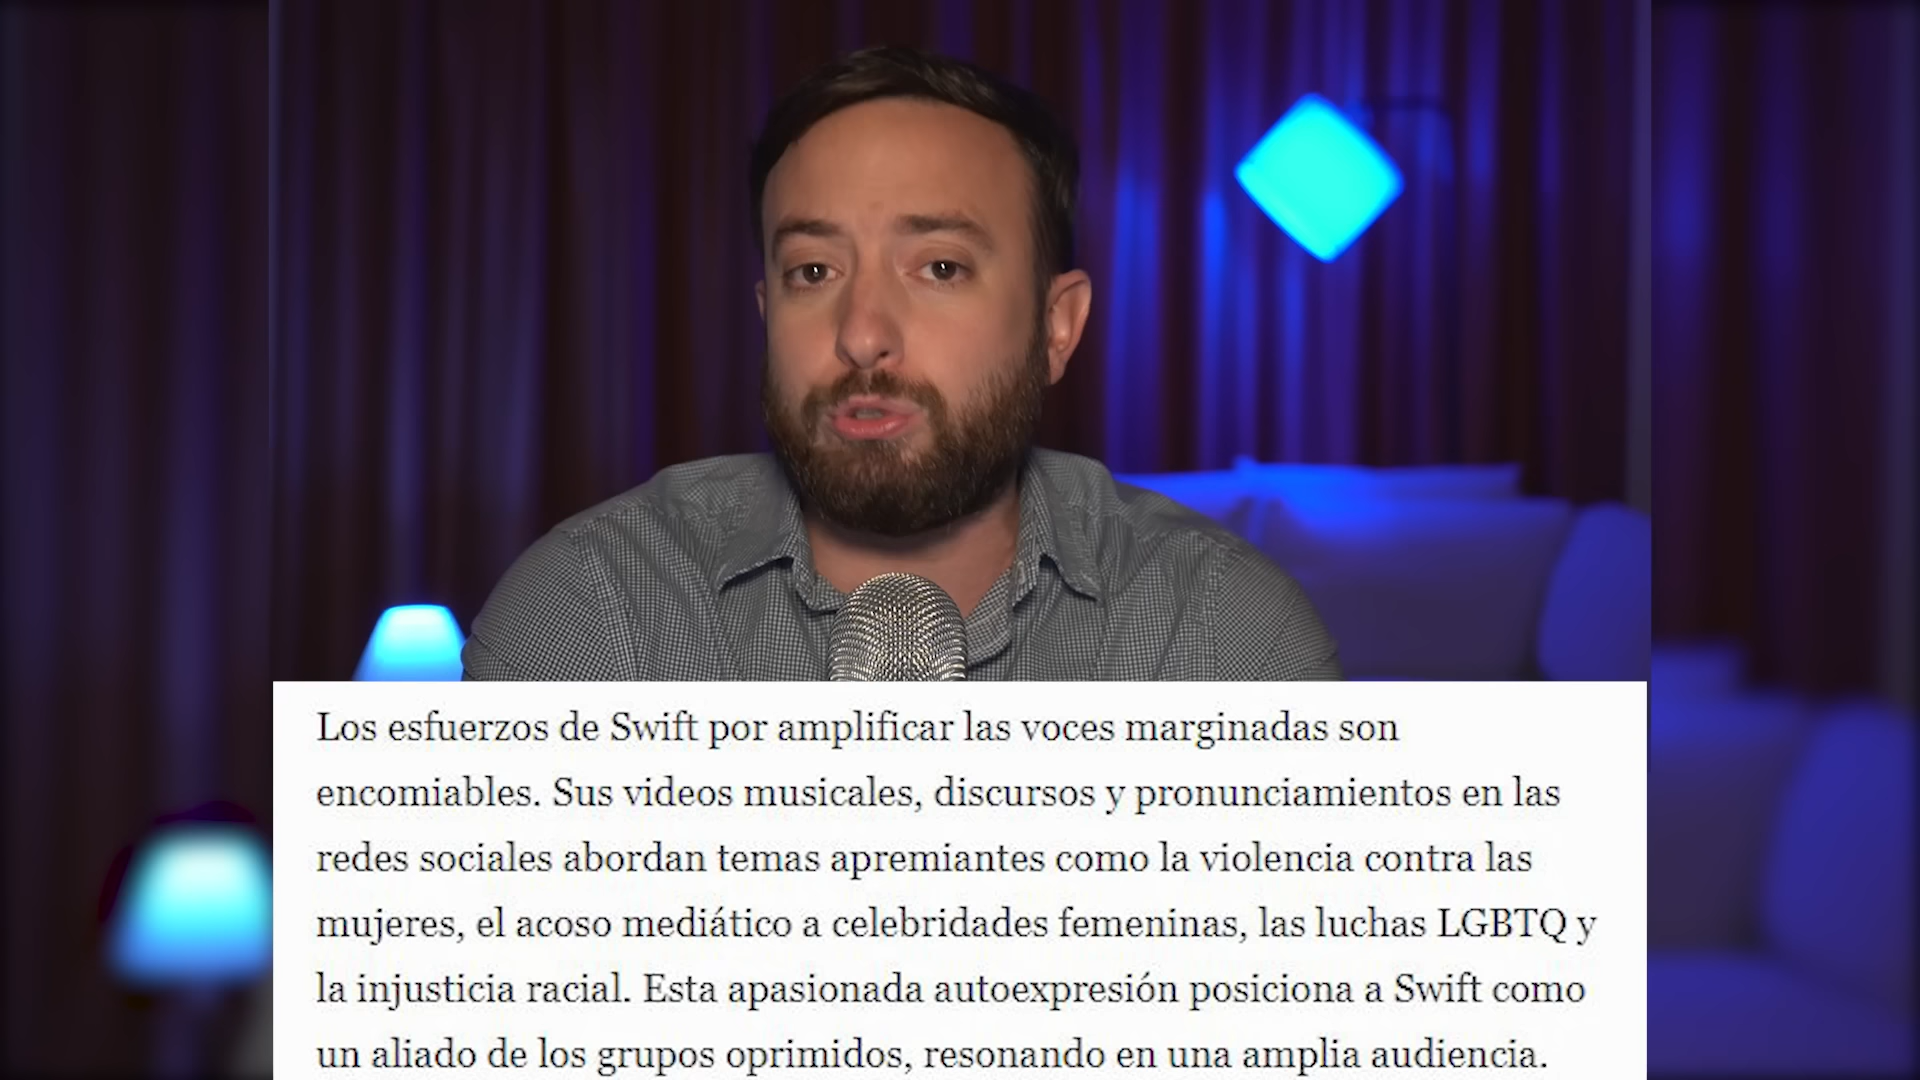 Los esfuerzos de Swift por amplificar las voces marginadas son
encomiables. Sus videos musicales, discursos y pronunciamientos en las
redes sociales abordan temas apremiantes como la violencia contra las
mujeres, el acoso mediático a celebridades femeninas, las luchas LGBTQ y
la injusticia racial. Esta apasionada autoexpresión posiciona a Swift como
un aliado de los grupos oprimidos, resonando en una amplia audiencia.